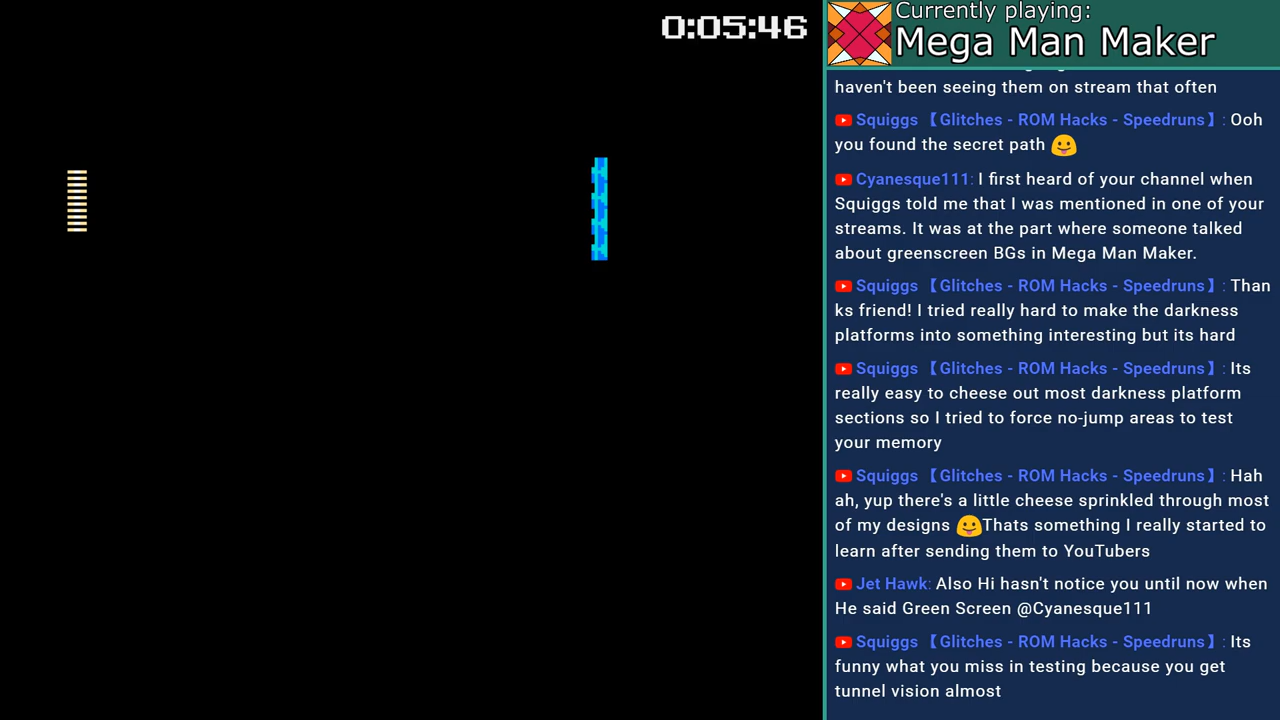 0:05:46
Currently playing:
Mega Man Maker
haven't been seeing them on stream that often
Squiggs 【Glitches - ROM Hacks - Speedruns】: Ooh
you found the secret path
Cyanesque111: I first heard of your channel when
Squiggs told me that I was mentioned in one of your
streams. It was at the part where someone talked
about greenscreen BGs in Mega Man Maker.
Squiggs 【Glitches - ROM Hacks - Speedruns】: Than
ks friend! I tried really hard to make the darkness
platforms into something interesting but its hard
Squiggs 【Glitches - ROM Hacks - Speedruns】: Its
really easy to cheese out most darkness platform
sections so I tried to force no-jump areas to test
your memory
Squiggs 【Glitches - ROM Hacks - Speedruns】: Hah
ah, yup there's a little cheese sprinkled through most
of my designs Thats something I really started to
learn after sending them to YouTubers
Jet Hawk: Also Hi hasn't notice you until now when
He said Green Screen @Cyanesque111
Squiggs 【Glitches - ROM Hacks - Speedruns】: Its
funny what you miss in testing because you get
tunnel vision almost